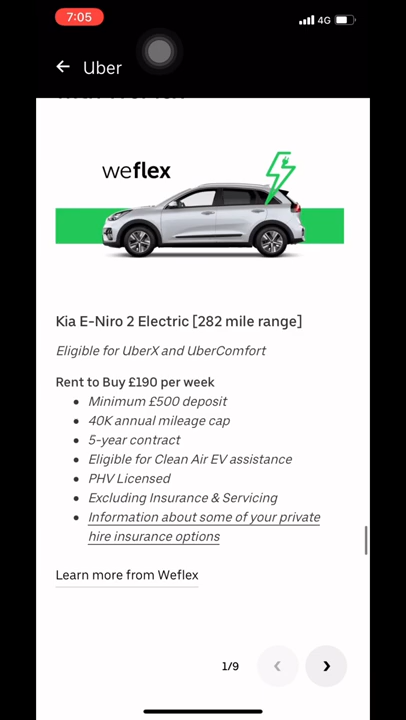 7:05
4G
Uber
weflex
Kia E-Niro 2 Electric [282 mile range]
Eligible for UberX and UberComfort
Rent to Buy £190 per week
• Minimum £500 deposit
• 40K annual mileage cap
• 5-year contract
• Eligible for Clean Air EV assistance
• PHV Licensed
• Excluding Insurance & Servicing
• Information about some of your private
hire insurance options
Learn more from Weflex
1/9